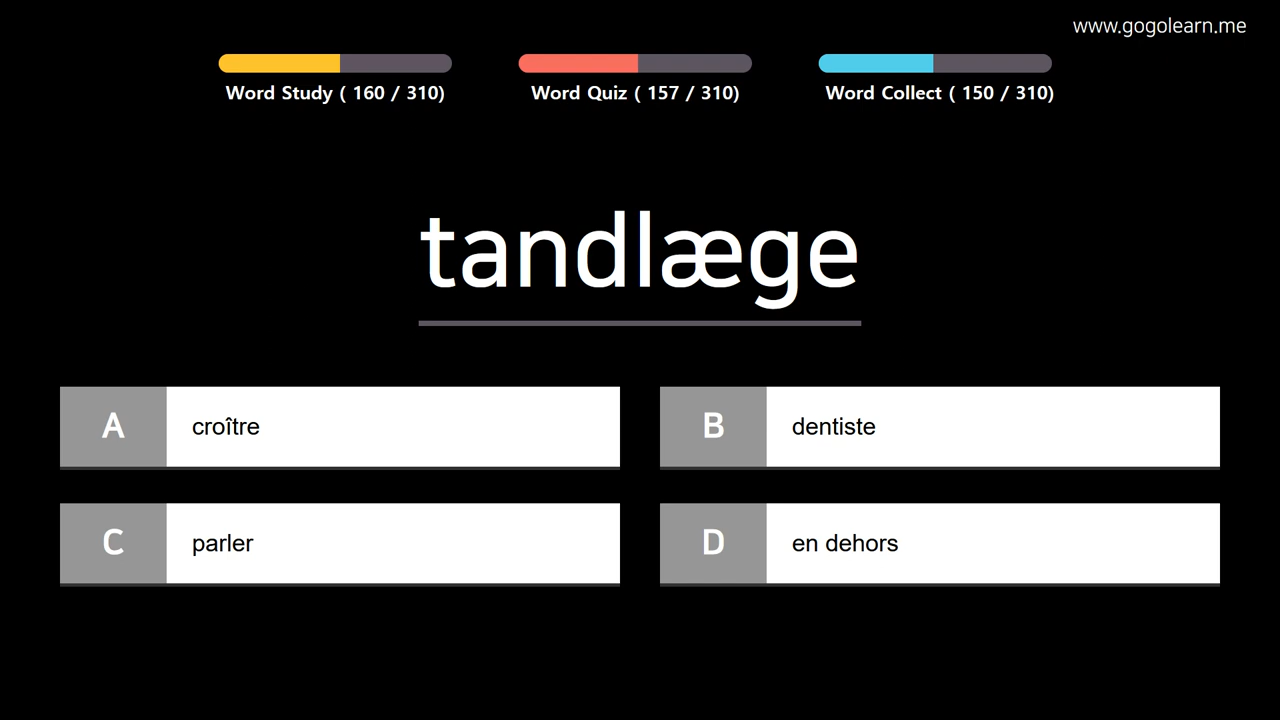 www.gogolearn.me
Word Study ( 160 / 310)
Word Quiz ( 157 / 310)
Word Collect ( 150 / 310)
tandlæge
A croître
B dentiste
C parler
D en dehors